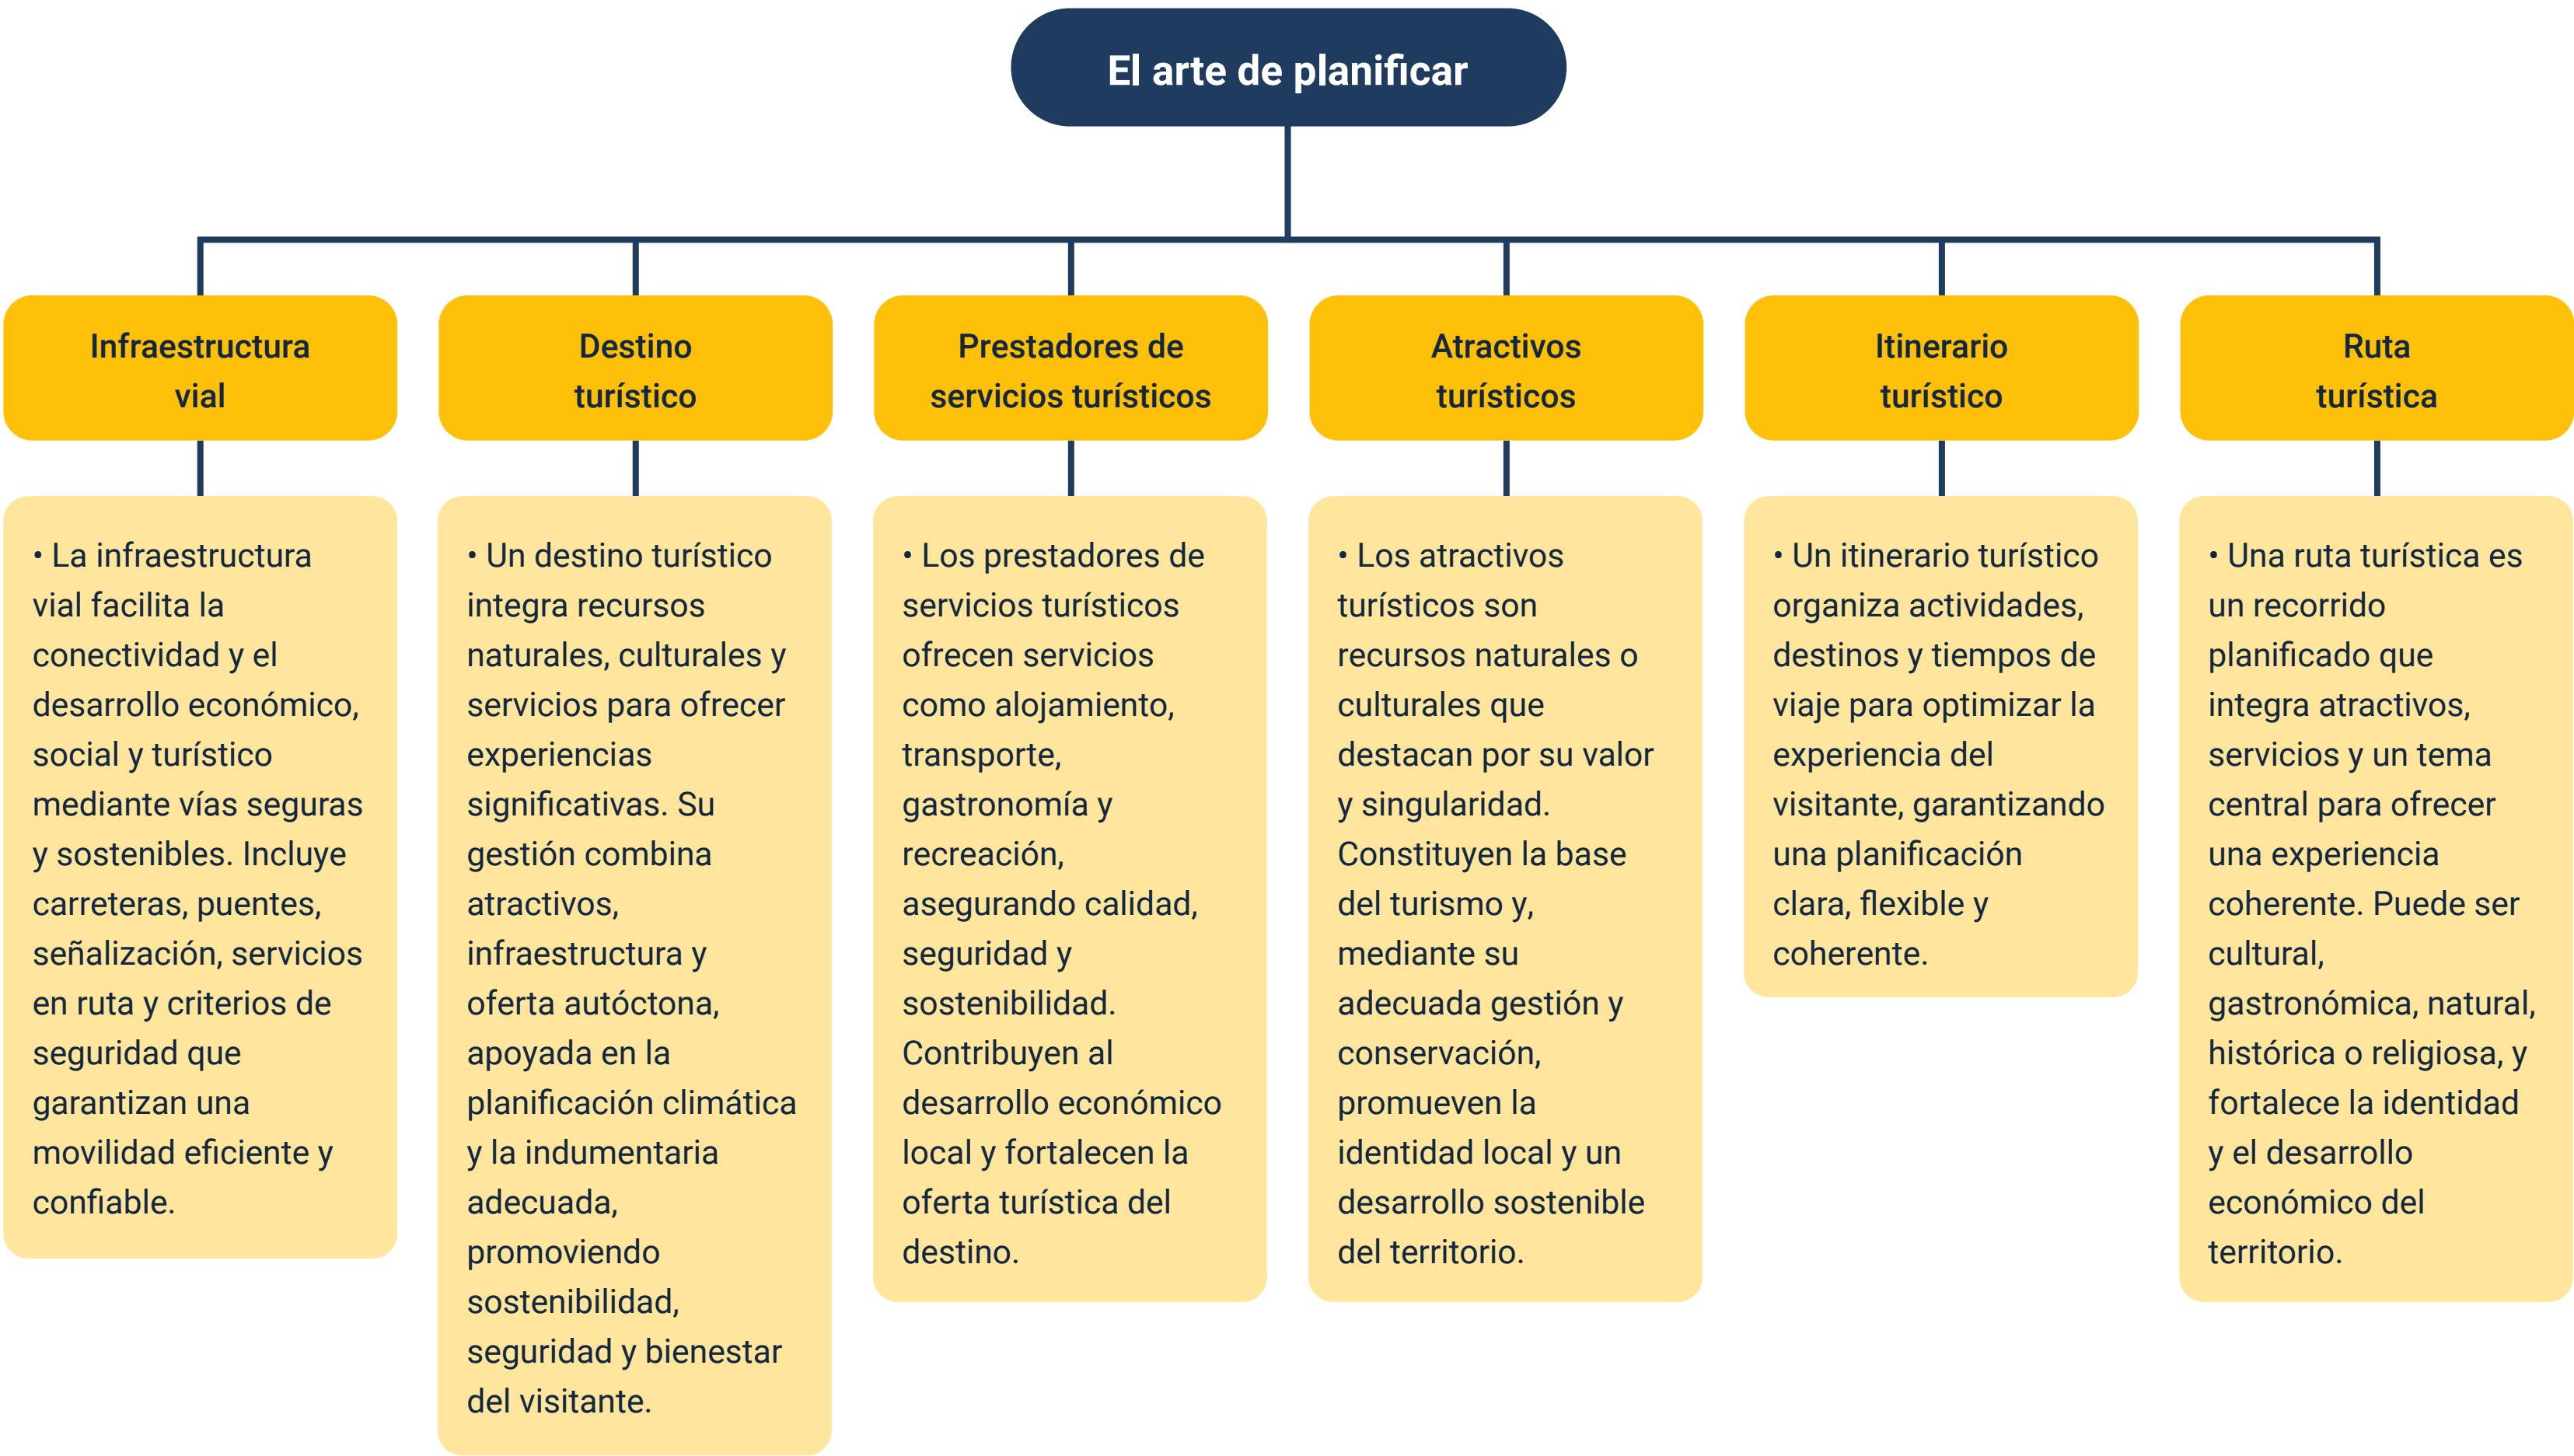 El arte de planificar
Infraestructura
vial
• La infraestructura
vial facilita la
conectividad y el
desarrollo económico,
social y turístico
mediante vías seguras
y sostenibles. Incluye
carreteras, puentes,
señalización, servicios
en ruta y criterios de
seguridad que
garantizan una
movilidad eficiente y
confiable.
Destino
turístico
• Un destino turístico
integra recursos
naturales, culturales y
servicios para ofrecer
experiencias
significativas. Su
gestión combina
atractivos,
infraestructura y
oferta autóctona,
apoyada en la
planificación climática
y la indumentaria
adecuada,
promoviendo
sostenibilidad,
seguridad y bienestar
del visitante.
Prestadores de
servicios turísticos
• Los prestadores de
servicios turísticos
ofrecen servicios
como alojamiento,
transporte,
gastronomía y
recreación,
asegurando calidad,
seguridad y
sostenibilidad.
Contribuyen al
desarrollo económico
local y fortalecen la
oferta turística del
destino.
Atractivos
turísticos
• Los atractivos
turísticos son
recursos naturales o
culturales que
destacan por su valor
y singularidad.
Constituyen la base
del turismo y,
mediante su
adecuada gestión y
conservación,
promueven la
identidad local y un
desarrollo sostenible
del territorio.
Itinerario
turístico
• Un itinerario turístico
organiza actividades,
destinos y tiempos de
viaje para optimizar la
experiencia del
visitante, garantizando
una planificación
clara, flexible y
coherente.
Ruta
turística
• Una ruta turística es
un recorrido
planificado que
integra atractivos,
servicios y un tema
central para ofrecer
una experiencia
coherente. Puede ser
cultural,
gastronómica, natural,
histórica o religiosa, y
fortalece la identidad
y el desarrollo
económico del
territorio.